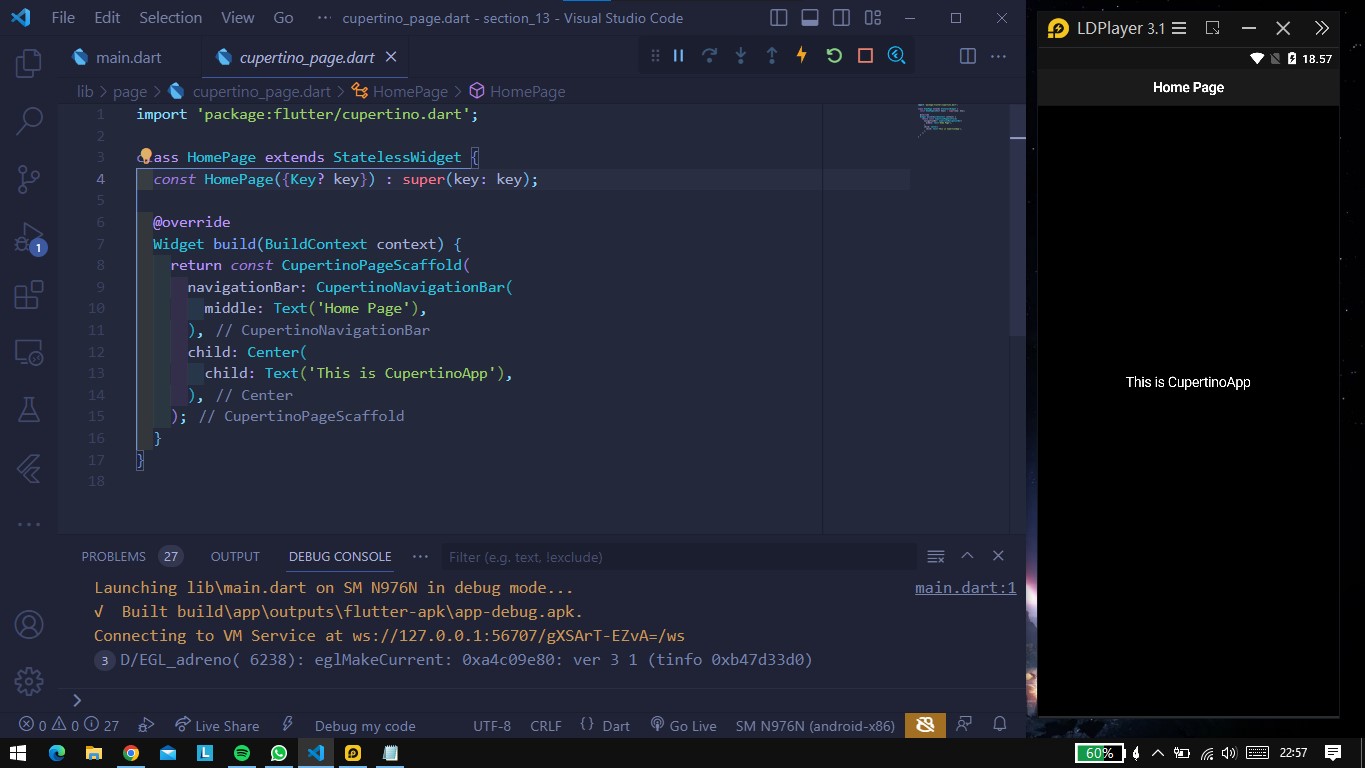 File Edit Selection View Go ··· cupertino_page.dart - section_13 - Visual Studio Code
main.dart cupertino_page.dart
lib > page > cupertino_page.dart > HomePage > HomePage
1 import 'package:flutter/cupertino.dart';
2
3 class HomePage extends StatelessWidget {
4 const HomePage({Key? key}) : super(key: key);
5
6 @override
7 Widget build(BuildContext context) {
8 return const CupertinoPageScaffold(
9 navigationBar: CupertinoNavigationBar(
10 middle: Text('Home Page'),
11 ), // CupertinoNavigationBar
12 child: Center(
13 child: Text('This is CupertinoApp'),
14 ), // Center
15 ); // CupertinoPageScaffold
16 }
17 }
18
1
PROBLEMS 27 OUTPUT DEBUG CONSOLE ··· Filter (e.g. text, !exclude)
Launching lib\main.dart on SM N976N in debug mode... main.dart:1
√ Built build\app\outputs\flutter-apk\app-debug.apk.
Connecting to VM Service at ws://127.0.0.1:56707/gXSArT-EZvA=/ws
3 D/EGL_adreno( 6238): eglMakeCurrent: 0xa4c09e80: ver 3 1 (tinfo 0xb47d33d0)
>
0 0 27 Live Share Debug my code UTF-8 CRLF {} Dart Go Live SM N976N (android-x86)
LDPlayer 3.1
18.57
Home Page
This is CupertinoApp
L 60% 22:57